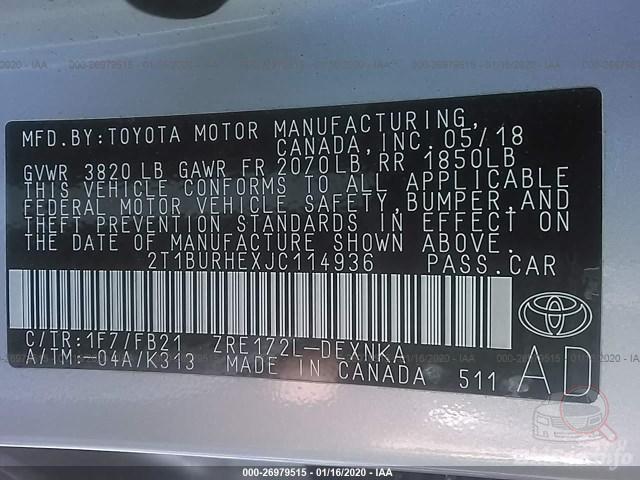 MFD.BY:TOYOTA MOTOR MANUFACTURING,
CANADA, INC. 05/18
GVWR 3820 LB GAWR FR 2070LB, RR 1850LB
THIS VEHICLE CONFORMS TO ALL APPLICABLE
FEDERAL MOTOR VEHICLE SAFETY, BUMPER, AND
THEFT PREVENTION STANDARDS IN EFFECT ON
THE DATE OF MANUFACTURE SHOWN ABOVE.
2T1BURHEXJC114936 PASS.CAR
C/TR:1F7/FB21 ZRE172L-DEXNKA
A/TM:-04A/K313 MADE IN CANADA 511
AD
000-26979515 - 01/16/2020 - IAA